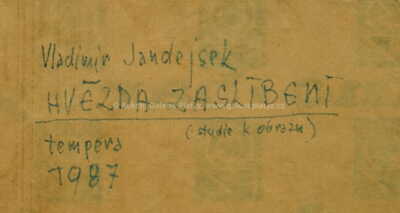 Vladimír Jandejsek
HVĚZDA ZASLÍBENÍ
(studie k obrazu)
tempera
1987